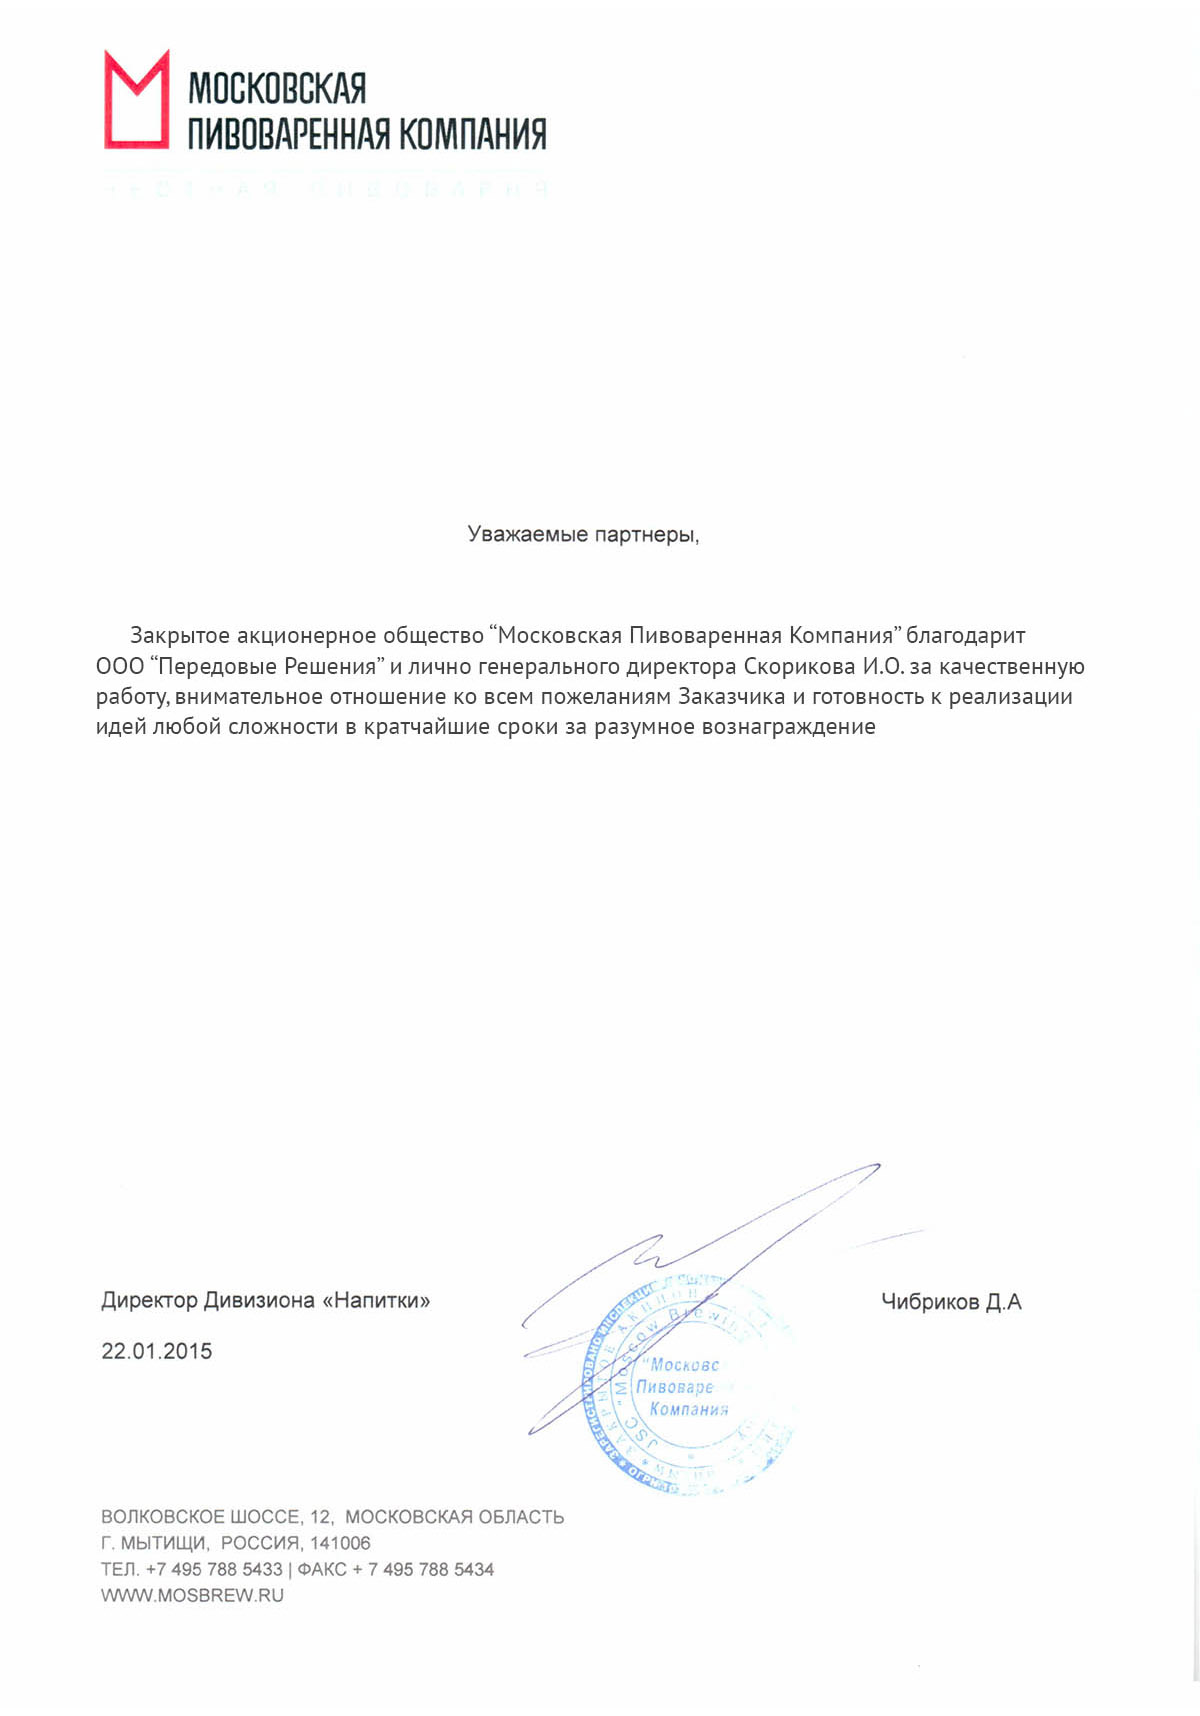 МОСКОВСКАЯ
ПИВОВАРЕННАЯ КОМПАНИЯ
Уважаемые партнеры,
Закрытое акционерное общество “Московская Пивоваренная Компания” благодарит
ООО “Передовые Решения” и лично генерального директора Скорикова И.О. за качественную
работу, внимательное отношение ко всем пожеланиям Заказчика и готовность к реализации
идей любой сложности в кратчайшие сроки за разумное вознаграждение
Директор Дивизиона «Напитки»
Чибриков Д.А
22.01.2015
JSC "Moscow Brewing
"Московс
Пивоваре
Компания
ВОЛКОВСКОЕ ШОССЕ, 12, МОСКОВСКАЯ ОБЛАСТЬ
Г. МЫТИЩИ, РОССИЯ, 141006
ТЕЛ. +7 495 788 5433 | ФАКС + 7 495 788 5434
WWW.MOSBREW.RU